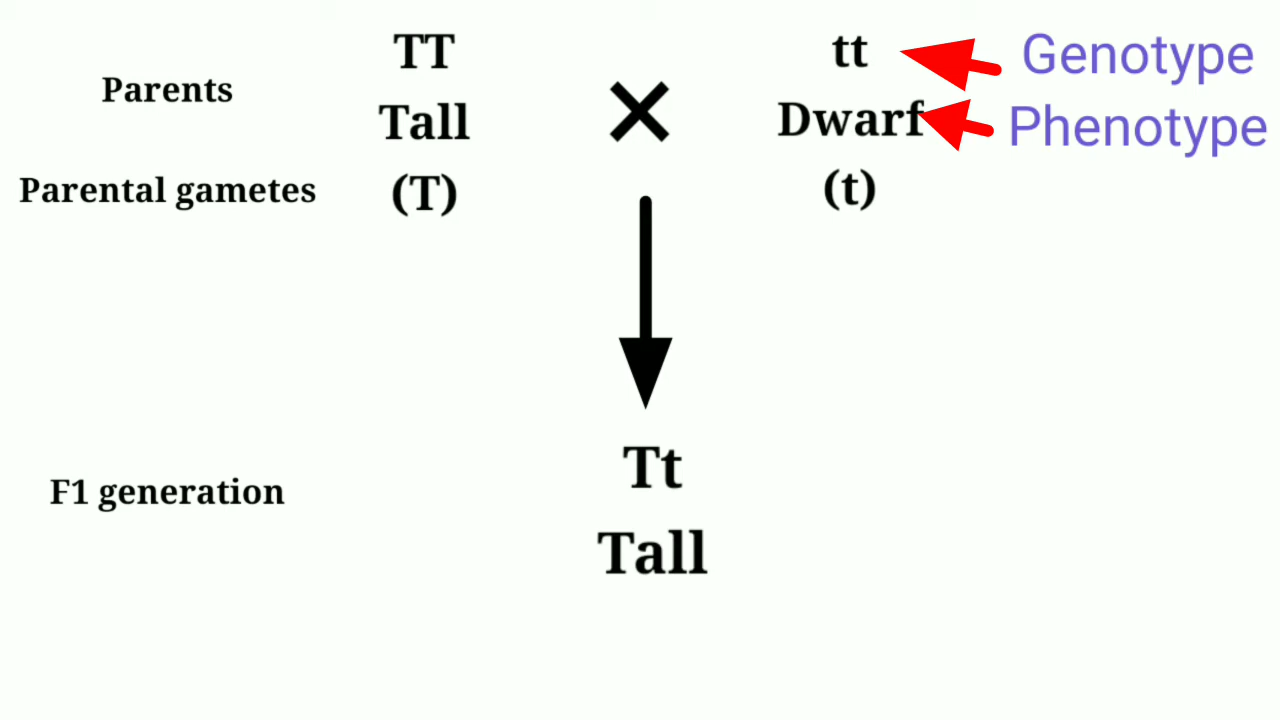 TT
tt
Genotype
Parents
Tall
Dwarf
Phenotype
Parental gametes
(T)
(t)
Tt
F1 generation
Tall